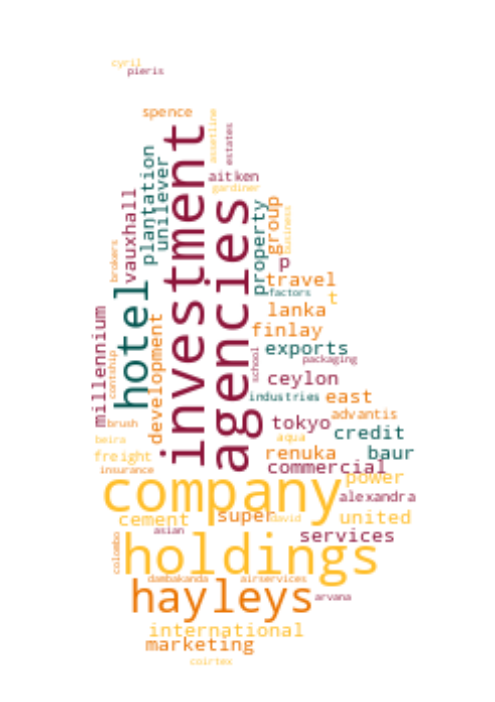 cyril
pieris
spence
assetline
estates
investment
agencies
aitken
gardiner
plantation
unilever
vauxhall
brokers
hotel
property
group
business
p
travel
factors
t
lanka
finlay
millennium
development
contship
exports
packaging
school
ceylon
industries
east
advantis
brush
tokyo
credit
beira
aqua
freight
renuka
baur
insurance
commercial
power
company
alexandra
cement
super
david
united
asian
services
colombo
holdings
dambakanda
airservices
hayleys
arvana
international
marketing
coirtex